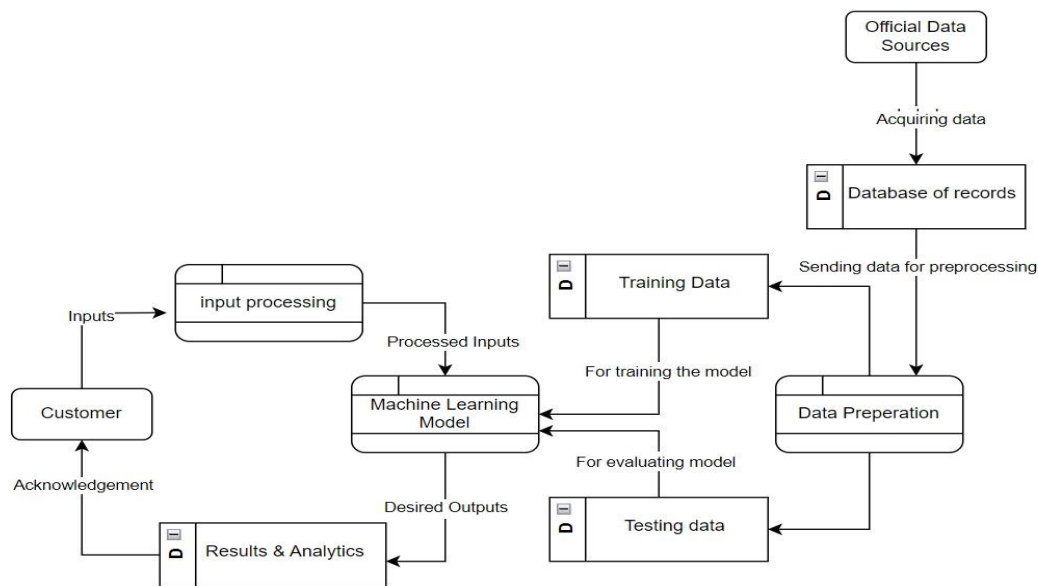 Official Data
Sources
Acquiring data
D
Database of records
Sending data for preprocessing
D
Training Data
input processing
Inputs
Processed Inputs
For training the model
Customer
Machine Learning
Model
Data Preperation
For evaluating model
Acknowledgement
Desired Outputs
D
Testing data
D
Results & Analytics